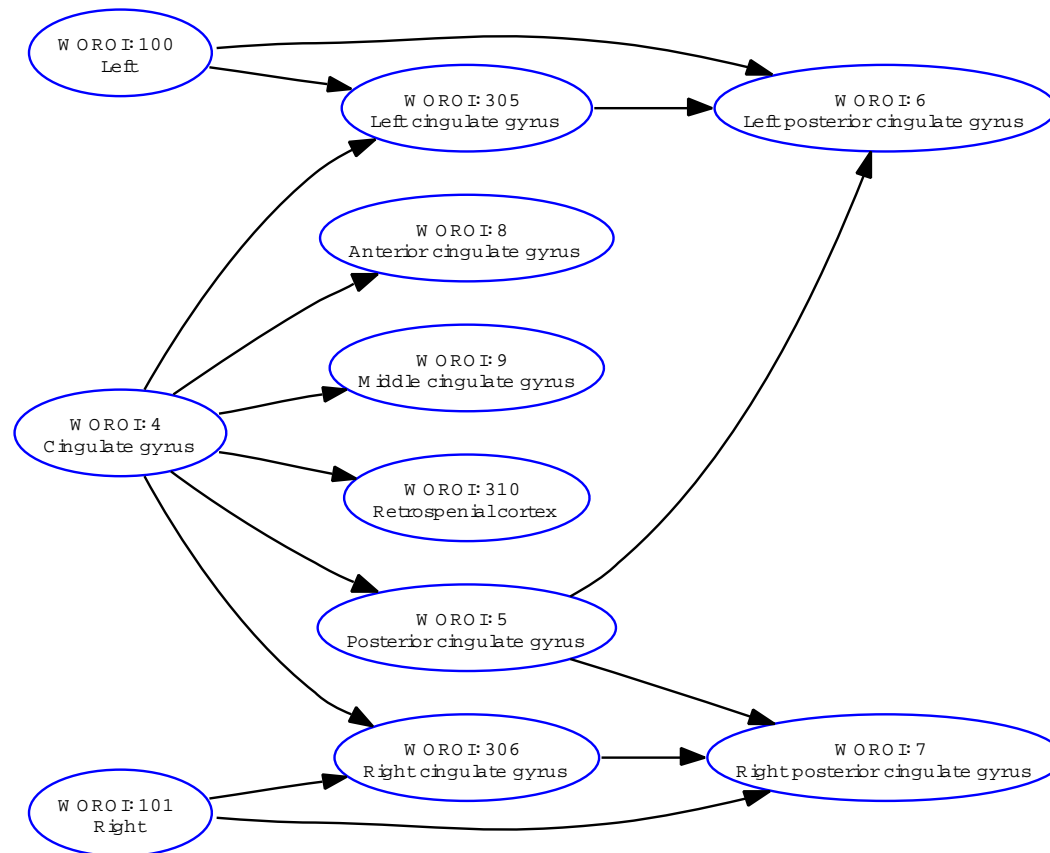 WOROI:100
Left
WOROI:305
Left cingulate gyrus
WOROI:6
Left posterior cingulate gyrus
WOROI:8
Anterior cingulate gyrus
WOROI:9
Middle cingulate gyrus
WOROI:4
Cingulate gyrus
WOROI:310
Retrospenial cortex
WOROI:5
Posterior cingulate gyrus
WOROI:306
Right cingulate gyrus
WOROI:7
Right posterior cingulate gyrus
WOROI:101
Right